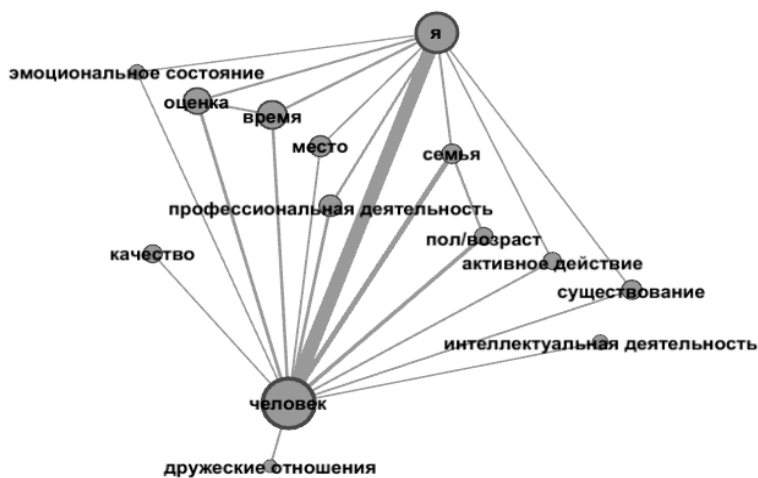 я
эмоциональное состояние
оценка
время
место
семья
профессиональная деятельность
пол/возраст
качество
активное действие
существование
интеллектуальная деятельность
человек
дружеские отношения